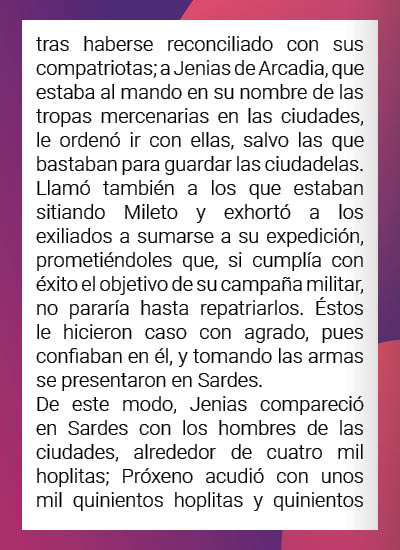 tras haberse reconciliado con sus
compatriotas; a Jenias de Arcadia, que
estaba al mando en su nombre de las
tropas mercenarias en las ciudades,
le ordenó ir con ellas, salvo las que
bastaban para guardar las ciudadelas.
Llamó también a los que estaban
sitiando Mileto y exhortó a los
exiliados a sumarse a su expedición,
prometiéndoles que, si cumplía con
éxito el objetivo de su campaña militar,
no pararía hasta repatriarlos. Éstos
le hicieron caso con agrado, pues
confiaban en él, y tomando las armas
se presentaron en Sardes.
De este modo, Jenias compareció
en Sardes con los hombres de las
ciudades, alrededor de cuatro mil
hoplitas; Próxeno acudió con unos
mil quinientos hoplitas y quinientos